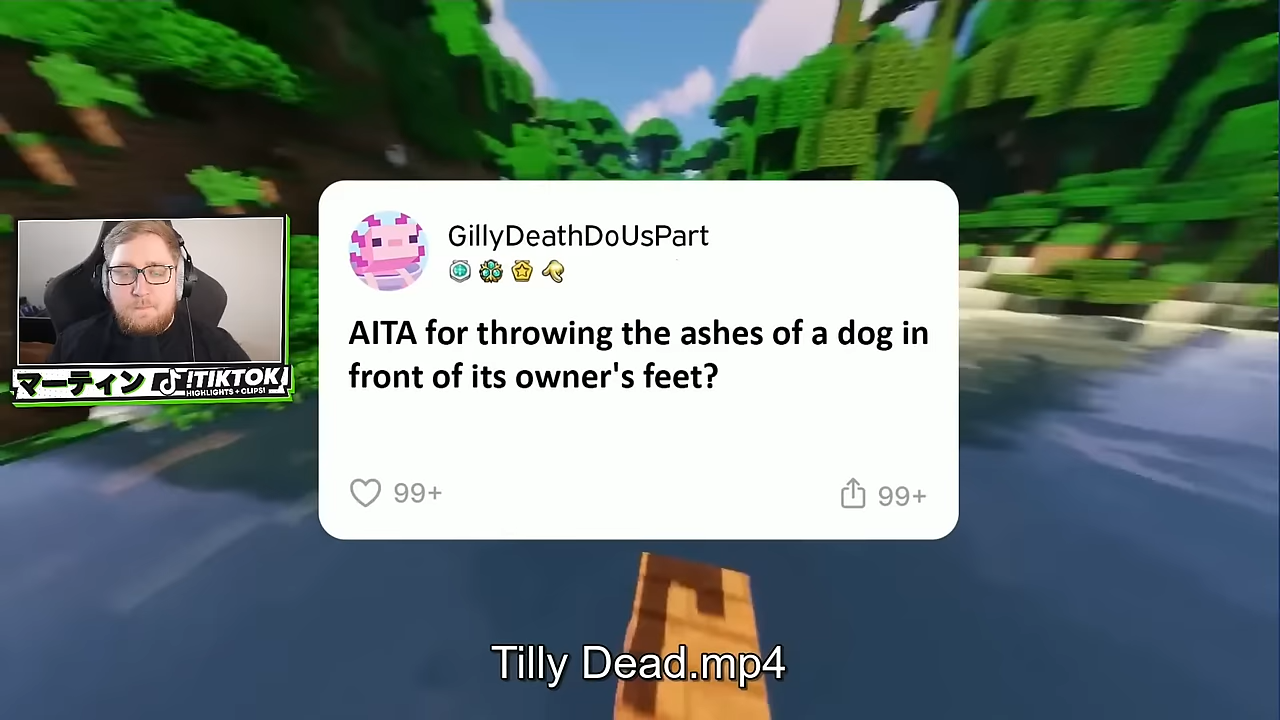 GillyDeathDoUsPart
AITA for throwing the ashes of a dog in
front of its owner's feet?
99+
99+
マーティン
!TIKTOK!
HIGHLIGHTS + CLIPS!
Tilly Dead.mp4